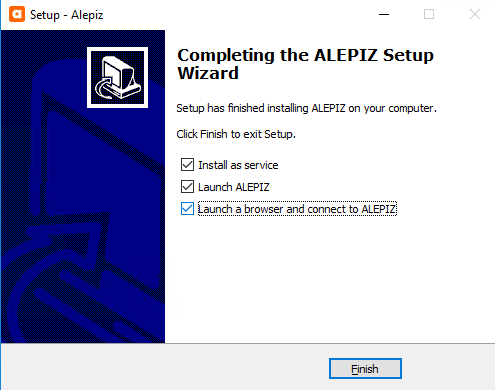 Setup - Alepiz
Completing the ALEPIZ Setup
Wizard
Setup has finished installing ALEPIZ on your computer.
Click Finish to exit Setup.
Install as service
Launch ALEPIZ
Launch a browser and connect to ALEPIZ
Finish